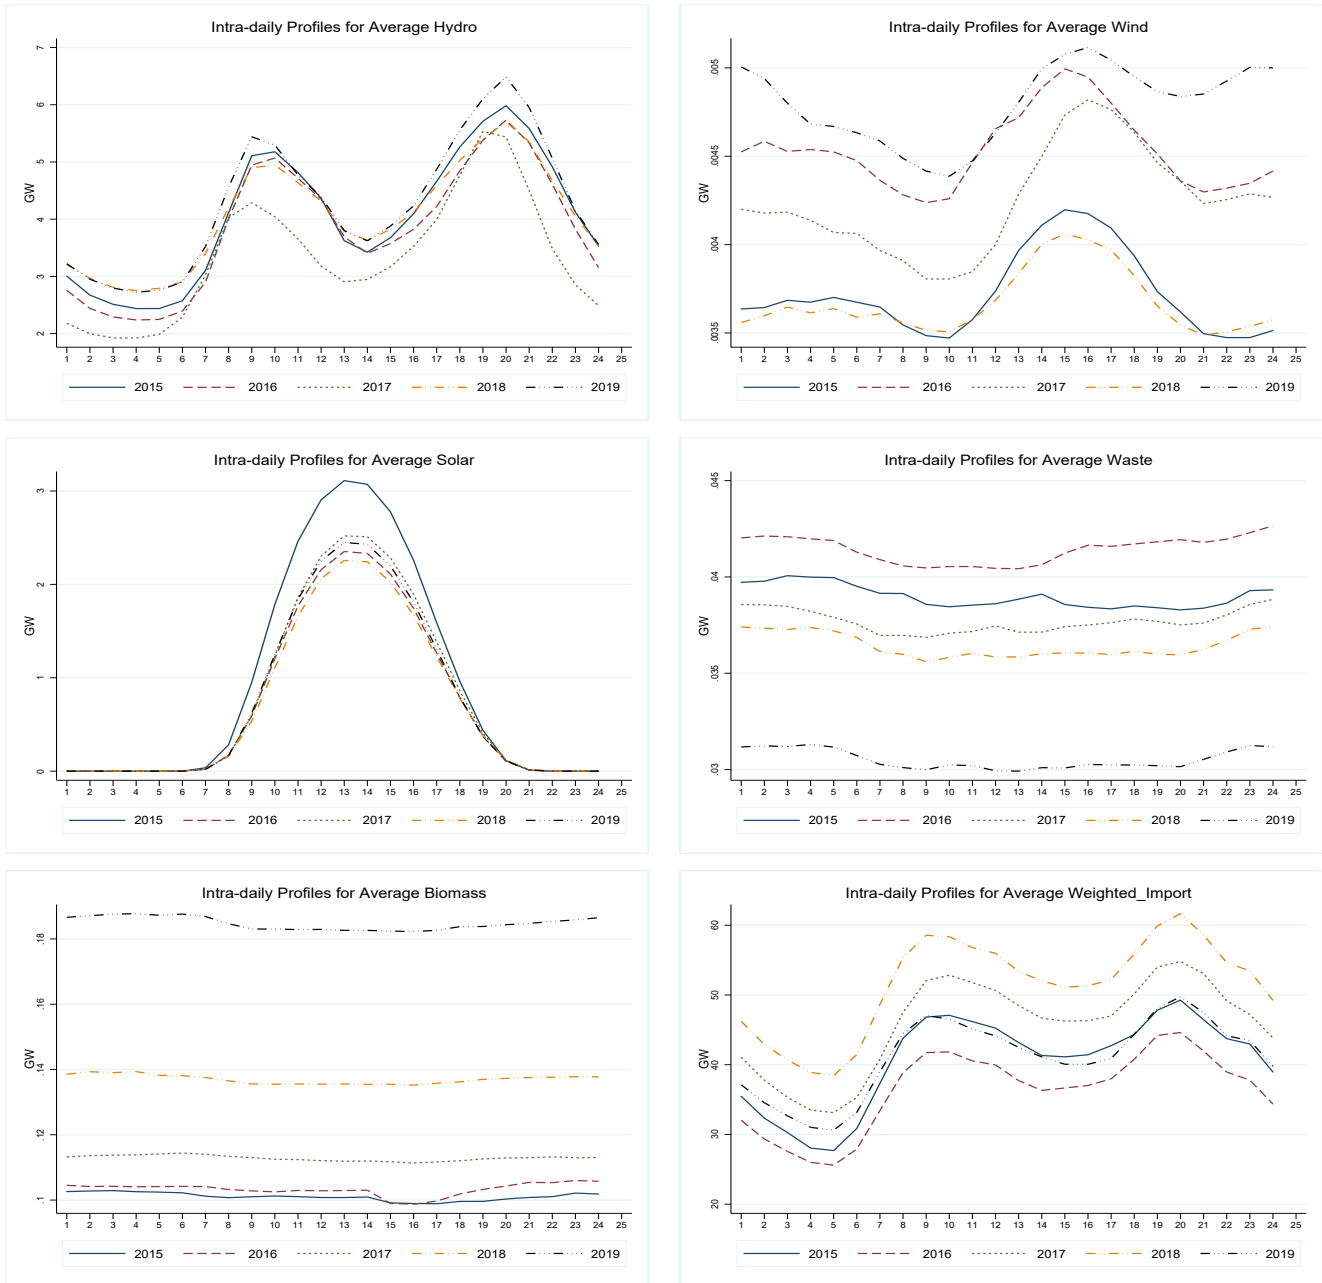 Intra-daily Profiles for Average Hydro
7
6
5
4
3
2
GW
1 2 3 4 5 6 7 8 9 10 11 12 13 14 15 16 17 18 19 20 21 22 23 24 25
2015 2016 2017 2018 2019
Intra-daily Profiles for Average Wind
.005
.0045
.004
.0035
GW
1 2 3 4 5 6 7 8 9 10 11 12 13 14 15 16 17 18 19 20 21 22 23 24 25
2015 2016 2017 2018 2019
Intra-daily Profiles for Average Solar
3
2
1
0
GW
1 2 3 4 5 6 7 8 9 10 11 12 13 14 15 16 17 18 19 20 21 22 23 24 25
2015 2016 2017 2018 2019
Intra-daily Profiles for Average Waste
.045
.04
.035
.03
GW
1 2 3 4 5 6 7 8 9 10 11 12 13 14 15 16 17 18 19 20 21 22 23 24 25
2015 2016 2017 2018 2019
Intra-daily Profiles for Average Biomass
.18
.16
.14
.12
.1
GW
1 2 3 4 5 6 7 8 9 10 11 12 13 14 15 16 17 18 19 20 21 22 23 24 25
2015 2016 2017 2018 2019
Intra-daily Profiles for Average Weighted_Import
60
50
40
30
20
GW
1 2 3 4 5 6 7 8 9 10 11 12 13 14 15 16 17 18 19 20 21 22 23 24 25
2015 2016 2017 2018 2019